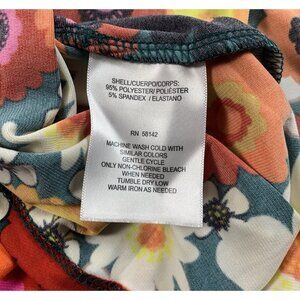 SHELL/CUERPO/CORPS:
95% POLYESTER/ POLIÉSTER
5% SPANDEX / ELASTANO
RN 58142
MACHINE WASH COLD WITH
SIMILAR COLORS
GENTLE CYCLE
ONLY NON-CHLORINE BLEACH
WHEN NEEDED
TUMBLE DRY LOW
WARM IRON AS NEEDED